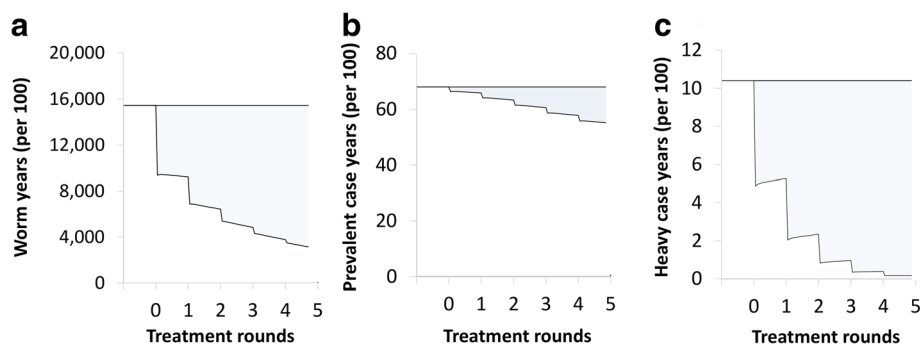 a
Worm years (per 100)
20,000
16,000
12,000
8,000
4,000
0
0 1 2 3 4 5
Treatment rounds
b
Prevalent case years (per 100)
80
60
40
20
0
0 1 2 3 4 5
Treatment rounds
c
Heavy case years (per 100)
12
10
8
6
4
2
0
0 1 2 3 4 5
Treatment rounds